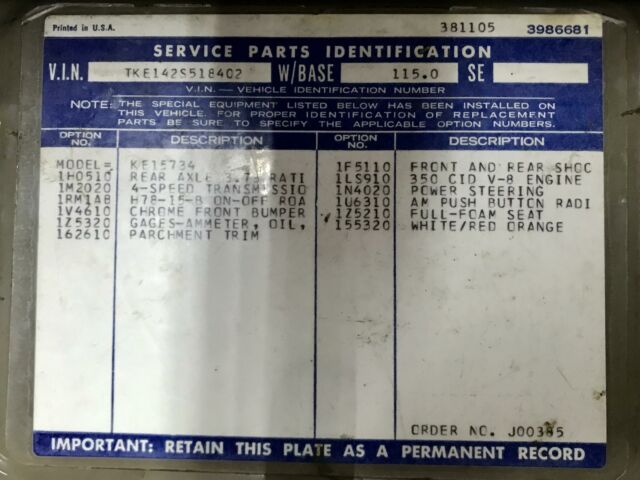 Printed in U.S.A. 381105 3986681
SERVICE PARTS IDENTIFICATION
V.I.N. TKE142S518402 W/BASE 115.0 SE
V.I.N. — VEHICLE IDENTIFICATION NUMBER
NOTE: THE SPECIAL EQUIPMENT LISTED BELOW HAS BEEN INSTALLED ON
THIS VEHICLE. FOR PROPER IDENTIFICATION OF REPLACEMENT
PARTS BE SURE TO SPECIFY THE APPLICABLE OPTION NUMBERS.
OPTION NO. DESCRIPTION OPTION NO. DESCRIPTION
MODEL= KE15734 1F5110 FRONT AND REAR SHOC
1H0510 REAR AXLE 3.7 RATI 1LS910 350 CID V-8 ENGINE
1M2020 4-SPEED TRANSMISSIO 1N4020 POWER STEERING
1RM1A8 H78-15-B ON-OFF ROA 1U6310 AM PUSH BUTTON RADI
1V4610 CHROME FRONT BUMPER 1Z5210 FULL-FOAM SEAT
1Z5320 GAGES-AMMETER, OIL, 155320 WHITE/RED ORANGE
162610 PARCHMENT TRIM
ORDER NO. J00385
IMPORTANT: RETAIN THIS PLATE AS A PERMANENT RECORD